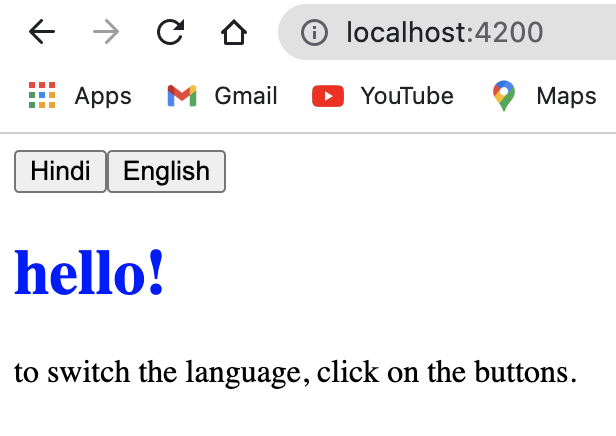 localhost:4200
Apps Gmail YouTube Maps
Hindi English
hello!
to switch the language, click on the buttons.